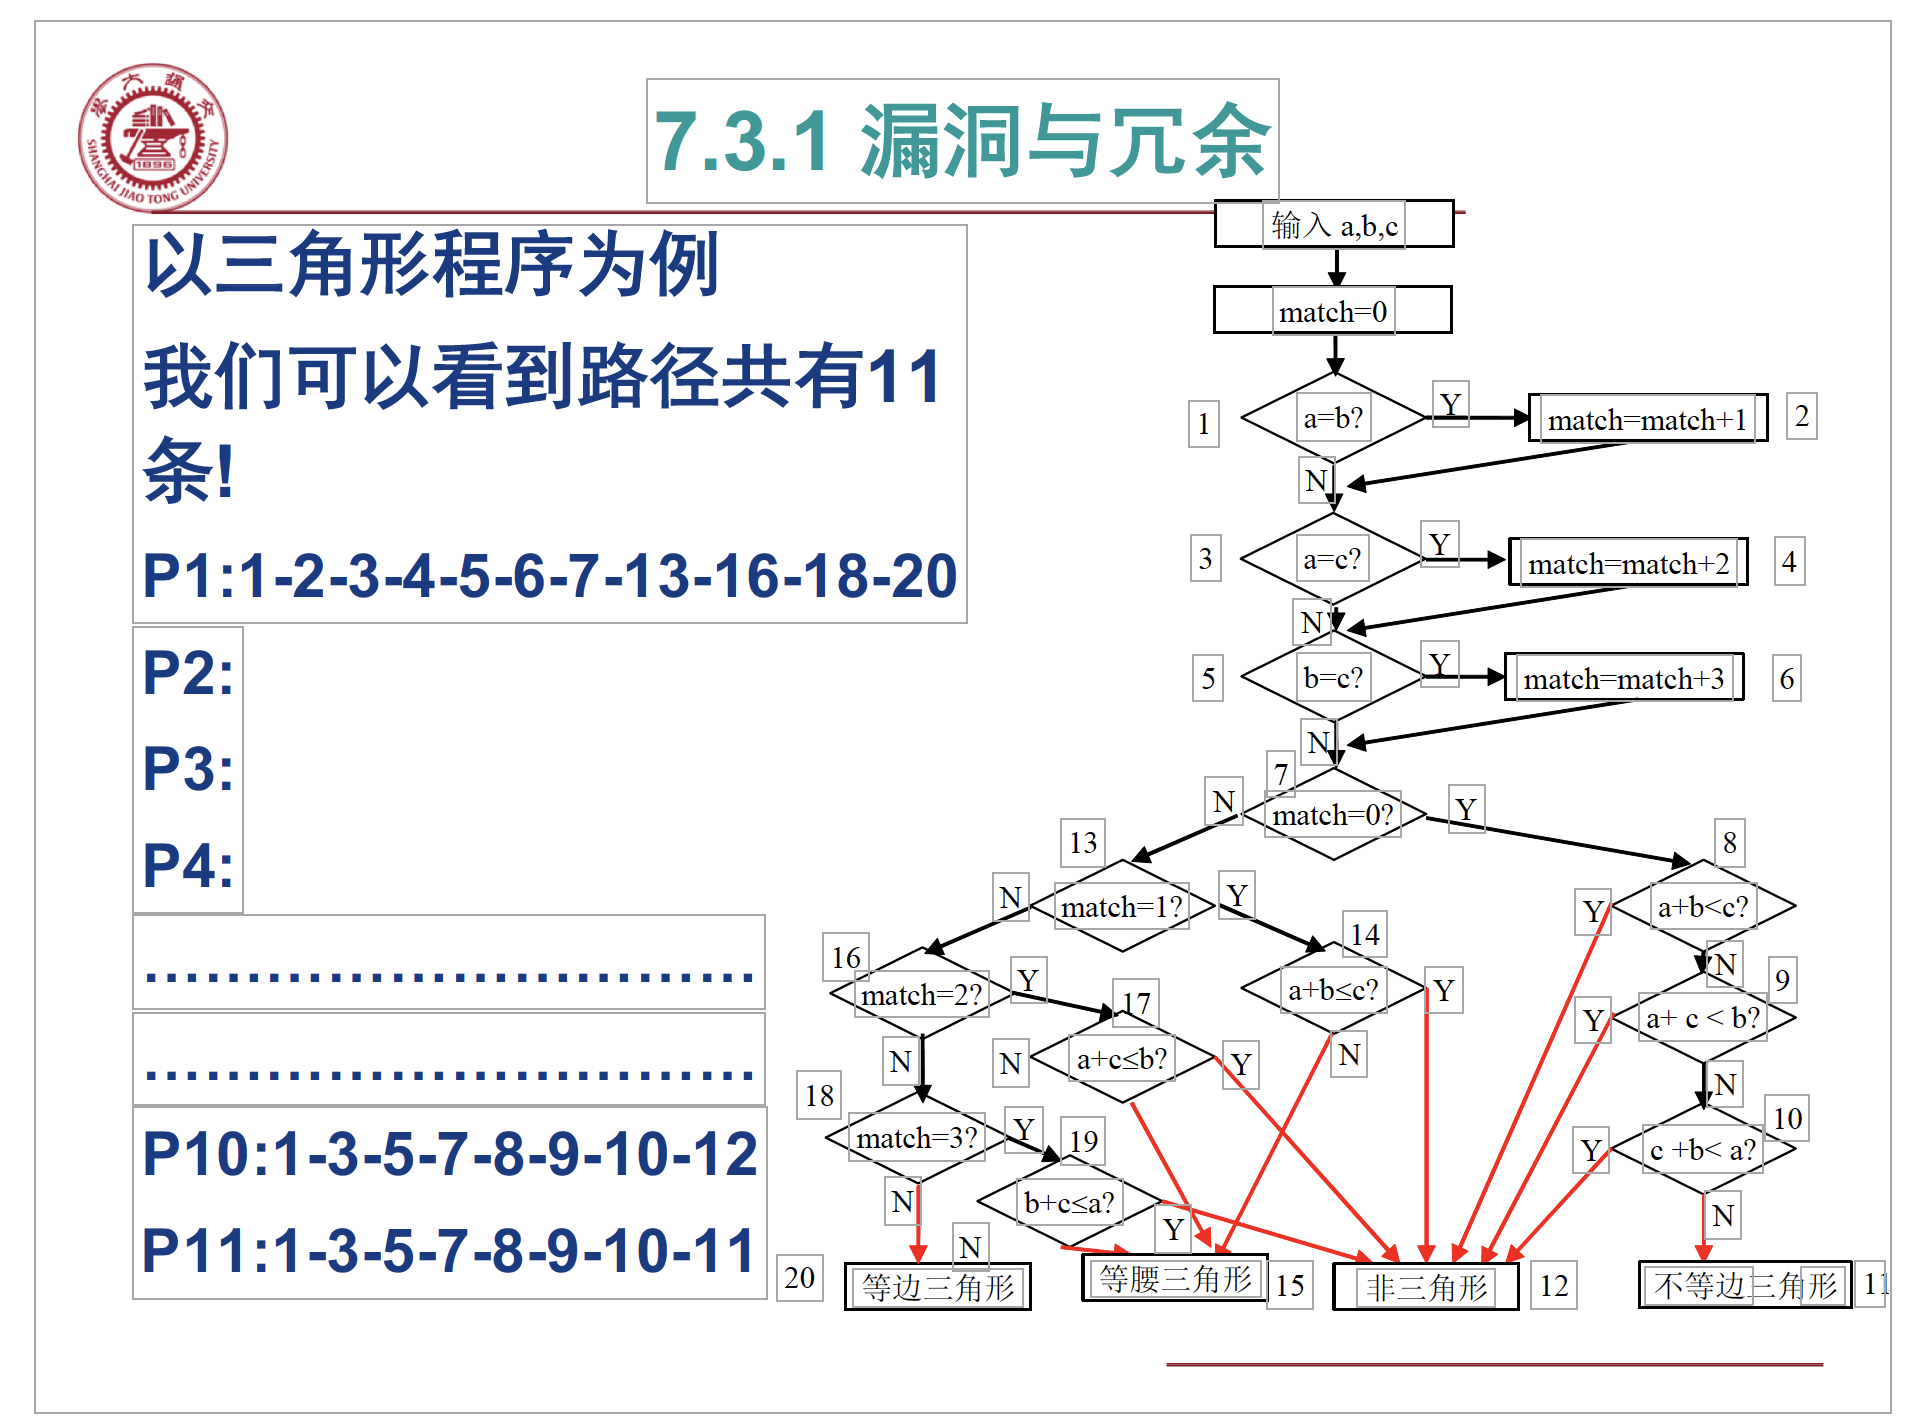 7.3.1 漏洞与冗余
SHANGHAI JIAO TONG UNIVERSITY
1896
以三角形程序为例
我们可以看到路径共有11
条!
P1:1-2-3-4-5-6-7-13-16-18-20
P2:
P3:
P4:
..............................
..............................
P10:1-3-5-7-8-9-10-12
P11:1-3-5-7-8-9-10-11
输入 a,b,c
match=0
1
a=b?
Y
match=match+1
2
N
3
a=c?
Y
match=match+2
4
N
5
b=c?
Y
match=match+3
6
N
7
match=0?
N
Y
13
match=1?
N
Y
8
a+b<c?
Y
N
16
match=2?
Y
N
14
a+b≤c?
Y
N
9
a+ c < b?
Y
N
17
a+c≤b?
N
Y
18
match=3?
Y
N
10
c +b< a?
Y
N
19
b+c≤a?
Y
N
20
等边三角形
等腰三角形
15
非三角形
12
不等边三角形
11